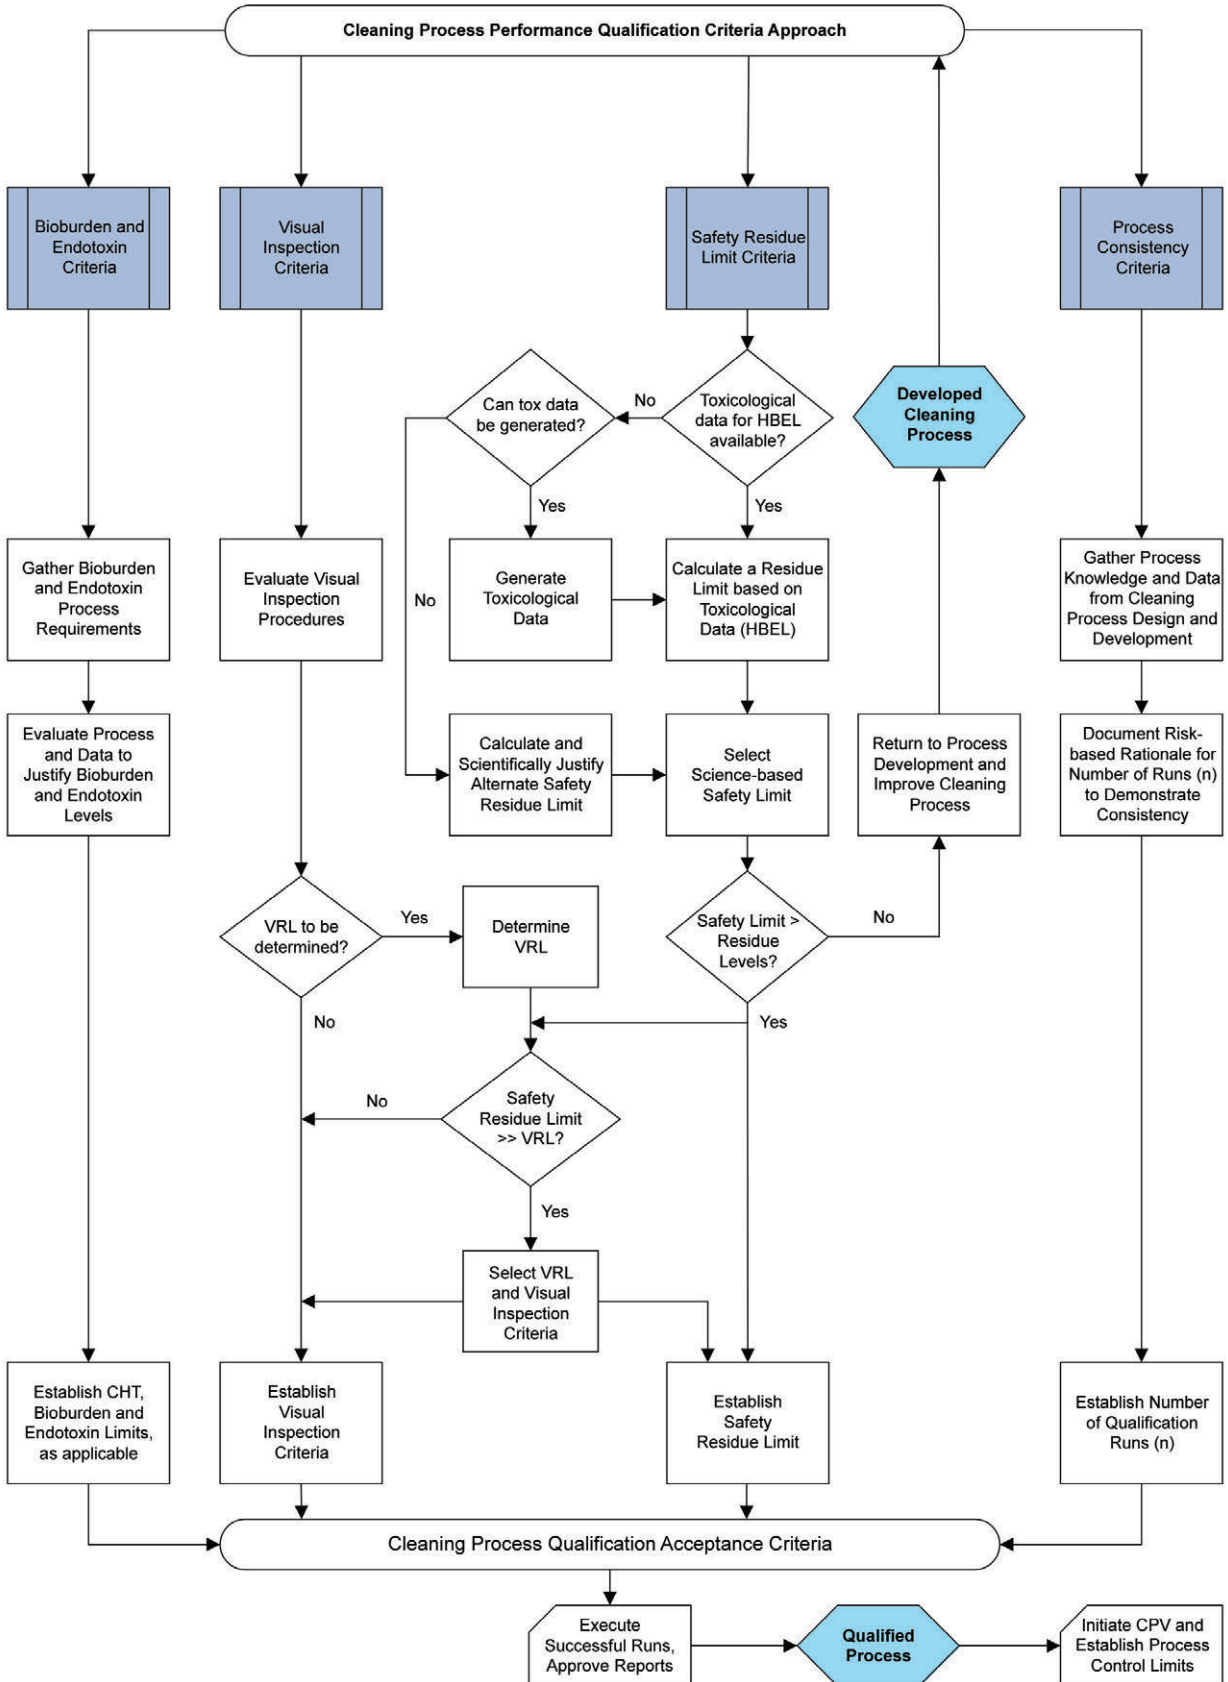 Cleaning Process Performance Qualification Criteria Approach
Bioburden and
Endotoxin
Criteria
Visual
Inspection
Criteria
Safety Residue
Limit Criteria
Process
Consistency
Criteria
Can tox data
be generated?
No
Toxicological
data for HBEL
available?
Developed
Cleaning
Process
Yes
Yes
Gather Bioburden
and Endotoxin
Process
Requirements
Evaluate Visual
Inspection
Procedures
No
Generate
Toxicological
Data
Calculate a Residue
Limit based on
Toxicological
Data (HBEL)
Gather Process
Knowledge and Data
from Cleaning
Process Design and
Development
Evaluate Process
and Data to
Justify Bioburden
and Endotoxin
Levels
Calculate and
Scientifically Justify
Alternate Safety
Residue Limit
Select
Science-based
Safety Limit
Return to Process
Development and
Improve Cleaning
Process
Document Risk-
based Rationale for
Number of Runs (n)
to Demonstrate
Consistency
VRL to be
determined?
Yes
Determine
VRL
Safety Limit >
Residue
Levels?
No
No
Yes
No
Safety
Residue Limit
>> VRL?
Yes
Select VRL
and Visual
Inspection
Criteria
Establish CHT,
Bioburden and
Endotoxin Limits,
as applicable
Establish
Visual
Inspection
Criteria
Establish
Safety
Residue Limit
Establish Number
of Qualification
Runs (n)
Cleaning Process Qualification Acceptance Criteria
Execute
Successful Runs,
Approve Reports
Qualified
Process
Initiate CPV and
Establish Process
Control Limits